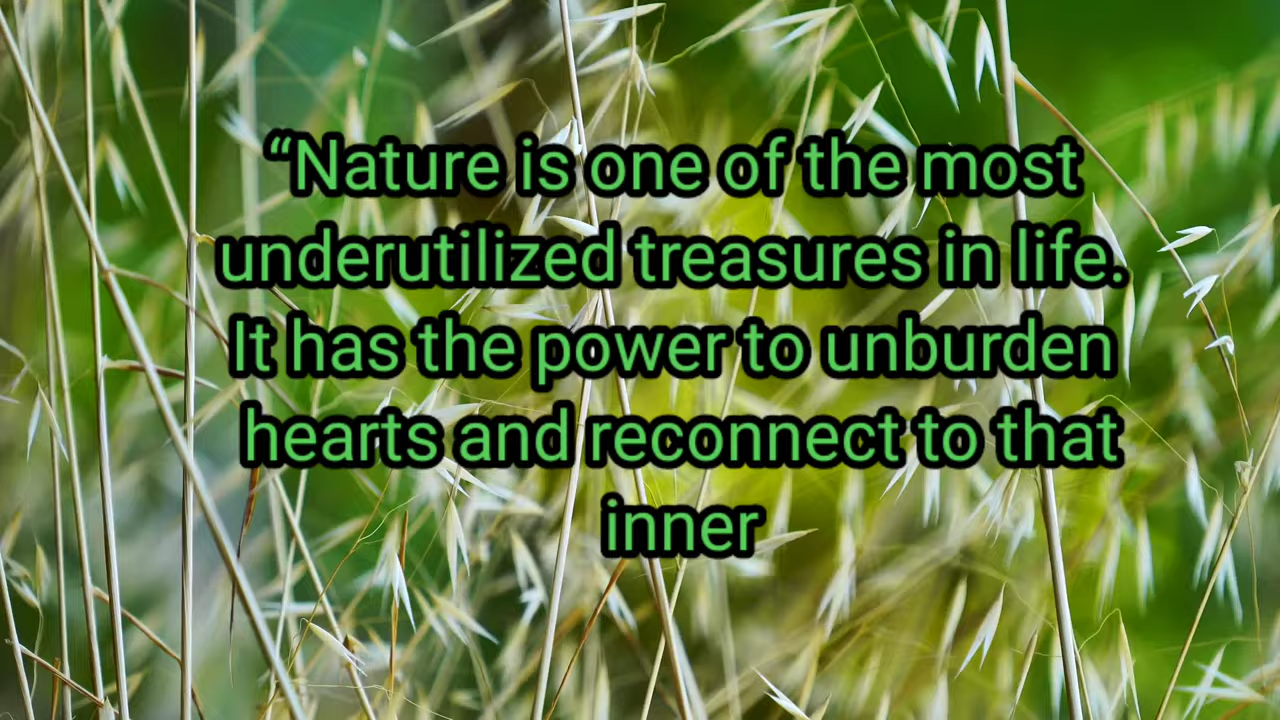 “Nature is one of the most
underutilized treasures in life.
It has the power to unburden
hearts and reconnect to that
inner